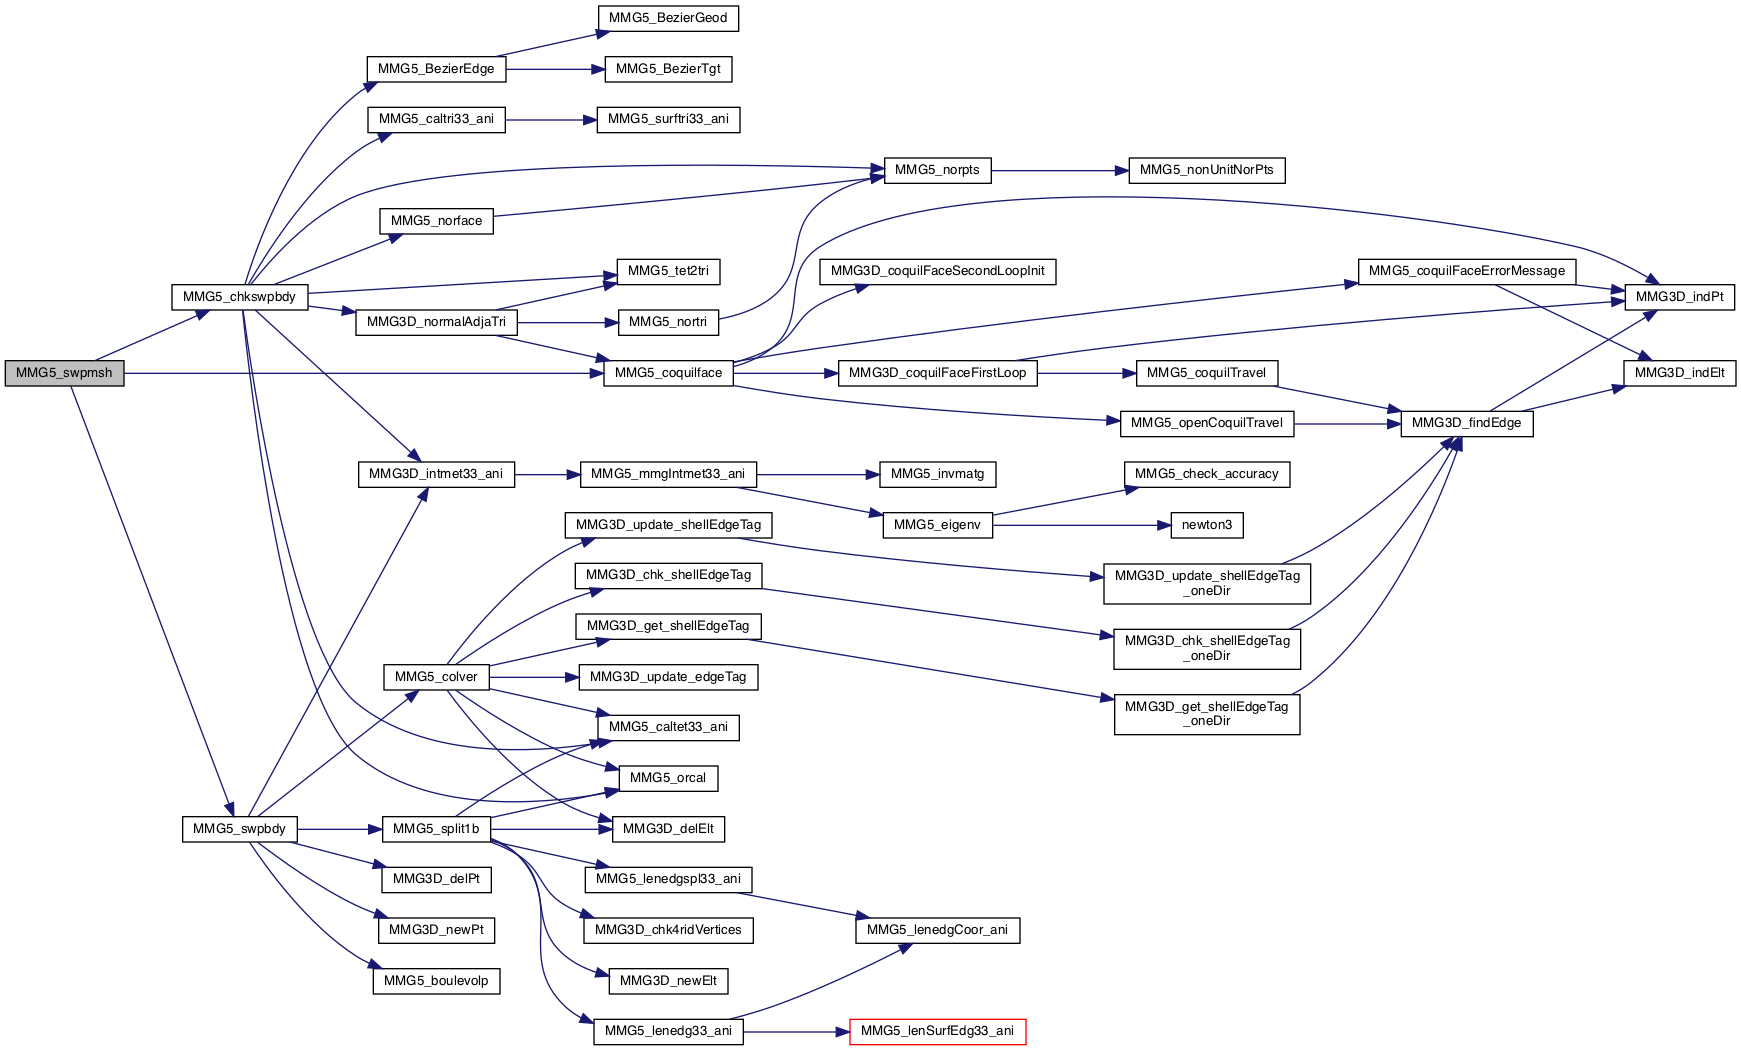 MMG5_BezierGeod
MMG5_BezierEdge
MMG5_BezierTgt
MMG5_caltri33_ani
MMG5_surftri33_ani
MMG5_norpts
MMG5_nonUnitNorPts
MMG5_norface
MMG5_tet2tri
MMG3D_coquilFaceSecondLoopInit
MMG5_coquilFaceErrorMessage
MMG5_chkswpbdy
MMG3D_indPt
MMG3D_normalAdjaTri
MMG5_nortri
MMG5_swpmsh
MMG5_coquilface
MMG3D_coquilFaceFirstLoop
MMG5_coquilTravel
MMG3D_indElt
MMG5_openCoquilTravel
MMG3D_findEdge
MMG3D_intmet33_ani
MMG5_mmgIntmet33_ani
MMG5_invmatg
MMG5_check_accuracy
MMG3D_update_shellEdgeTag
MMG5_eigenv
newton3
MMG3D_chk_shellEdgeTag
MMG3D_update_shellEdgeTag
_oneDir
MMG3D_get_shellEdgeTag
MMG3D_chk_shellEdgeTag
_oneDir
MMG5_colver
MMG3D_update_edgeTag
MMG3D_get_shellEdgeTag
_oneDir
MMG5_caltet33_ani
MMG5_orcal
MMG5_swpbdy
MMG5_split1b
MMG3D_delElt
MMG3D_delPt
MMG5_lenedgspl33_ani
MMG3D_newPt
MMG3D_chk4ridVertices
MMG5_lenedgCoor_ani
MMG5_boulevolp
MMG3D_newElt
MMG5_lenedg33_ani
MMG5_lenSurfEdg33_ani